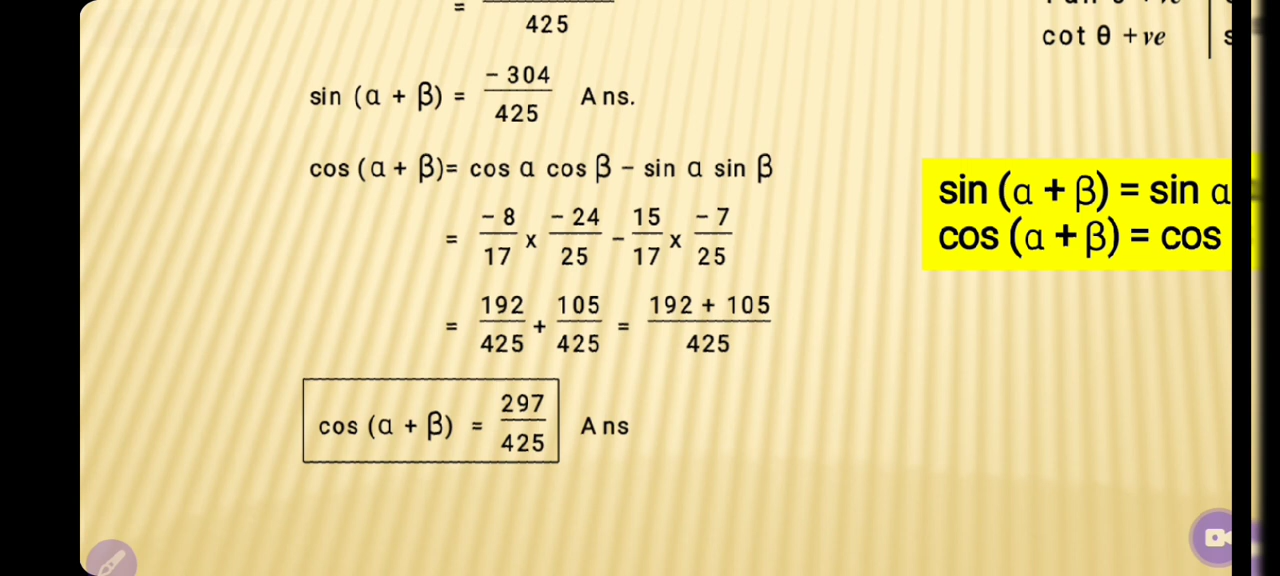 =
425
cot θ +ve
s
sin (α + β) = - 304 / 425 Ans.
cos (α + β)= cos α cos β - sin α sin β
= - 8 / 17 x - 24 / 25 - 15 / 17 x - 7 / 25
= 192 / 425 + 105 / 425 = 192 + 105 / 425
cos (α + β) = 297 / 425 Ans
sin (α + β) = sin α
cos (α + β) = cos